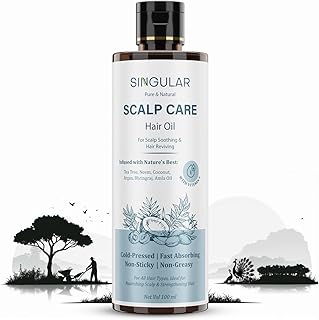 SINGULAR
Pure & Natural
SCALP CARE
Hair Oil
For Scalp Soothing &
Hair Reviving
Infused with Nature's Best:
Tea Tree, Neem, Coconut,
Argan, Bhringraj, Amla Oil
WITH VITAMIN E
Cold-Pressed | Fast Absorbing
Non-Sticky | Non-Greasy
For All Hair Types, Ideal for
Nourishing Scalp & Strengthening Hair
Net Vol 100 ml